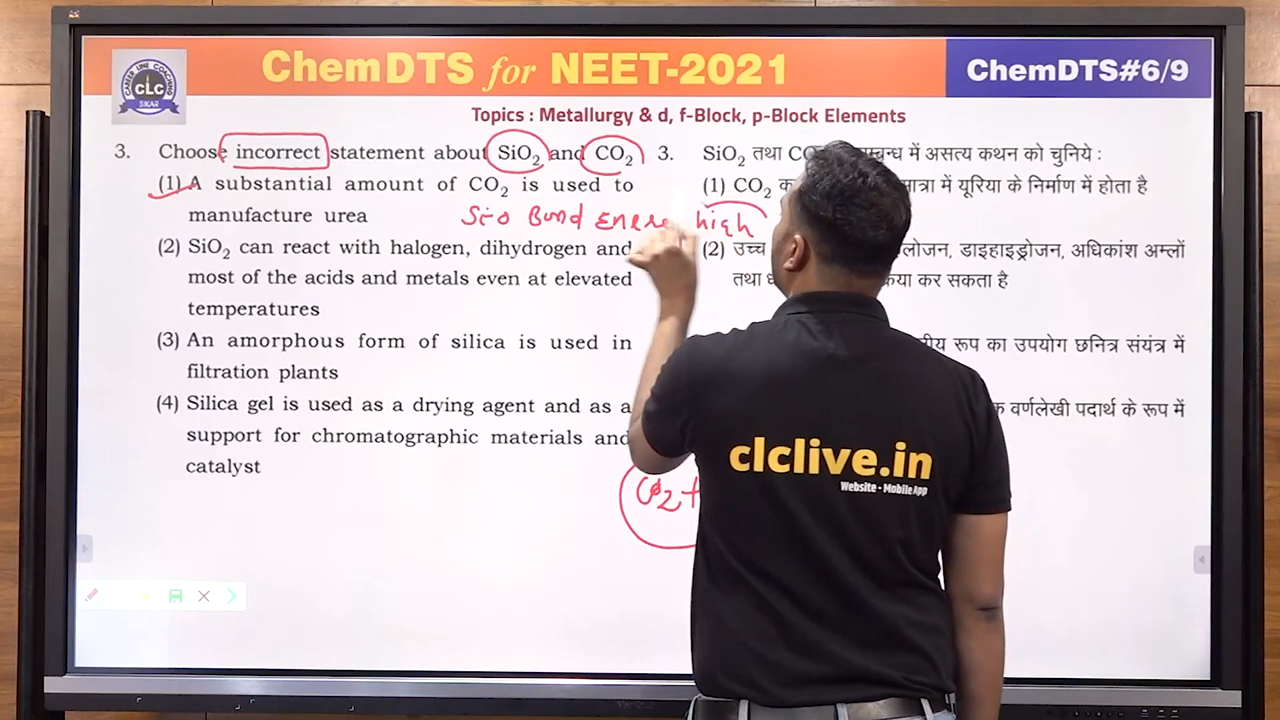 CAREER LINE COACHING
CLC
SIKAR
ChemDTS for NEET-2021
ChemDTS#6/9
Topics : Metallurgy & d, f-Block, p-Block Elements
3. Choose incorrect statement about SiO₂ and CO₂
(1) A substantial amount of CO₂ is used to
manufacture urea
Si-O Bond Energy high
(2) SiO₂ can react with halogen, dihydrogen and
most of the acids and metals even at elevated
temperatures
(3) An amorphous form of silica is used in
filtration plants
(4) Silica gel is used as a drying agent and as a
support for chromatographic materials and
catalyst
3. SiO₂ तथा में असत्य कथन को चुनिये :
(1) CO₂ मात्रा में यूरिया के निर्माण में होता है
(2) उच्च डाइहाइड्रोजन, अधिकांश अम्लों
तथा कर सकता है
रूप का उपयोग छनित्र संयंत्र में
वर्णलेखी पदार्थ के रूप में
CO₂ +
clclive.in
Website - Mobile App